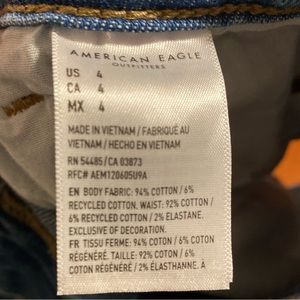 AMERICAN EAGLE
OUTFITTERS
US 4
CA 4
MX 4
MADE IN VIETNAM / FABRIQUÉ AU
VIETNAM / HECHO EN VIETNAM
RN 54485 / CA 03873
RFC# AEM120605U9A
EN BODY FABRIC: 94% COTTON / 6%
RECYCLED COTTON. WAIST: 92% COTTON /
6% RECYCLED COTTON / 2% ELASTANE.
EXCLUSIVE OF DECORATION.
FR TISSU FERME: 94% COTON / 6% COTON
RÉGÉNÉRÉ. TAILLE: 92% COTON / 6%
COTON RÉGÉNÉRÉ / 2% ÉLASTHANNE. À